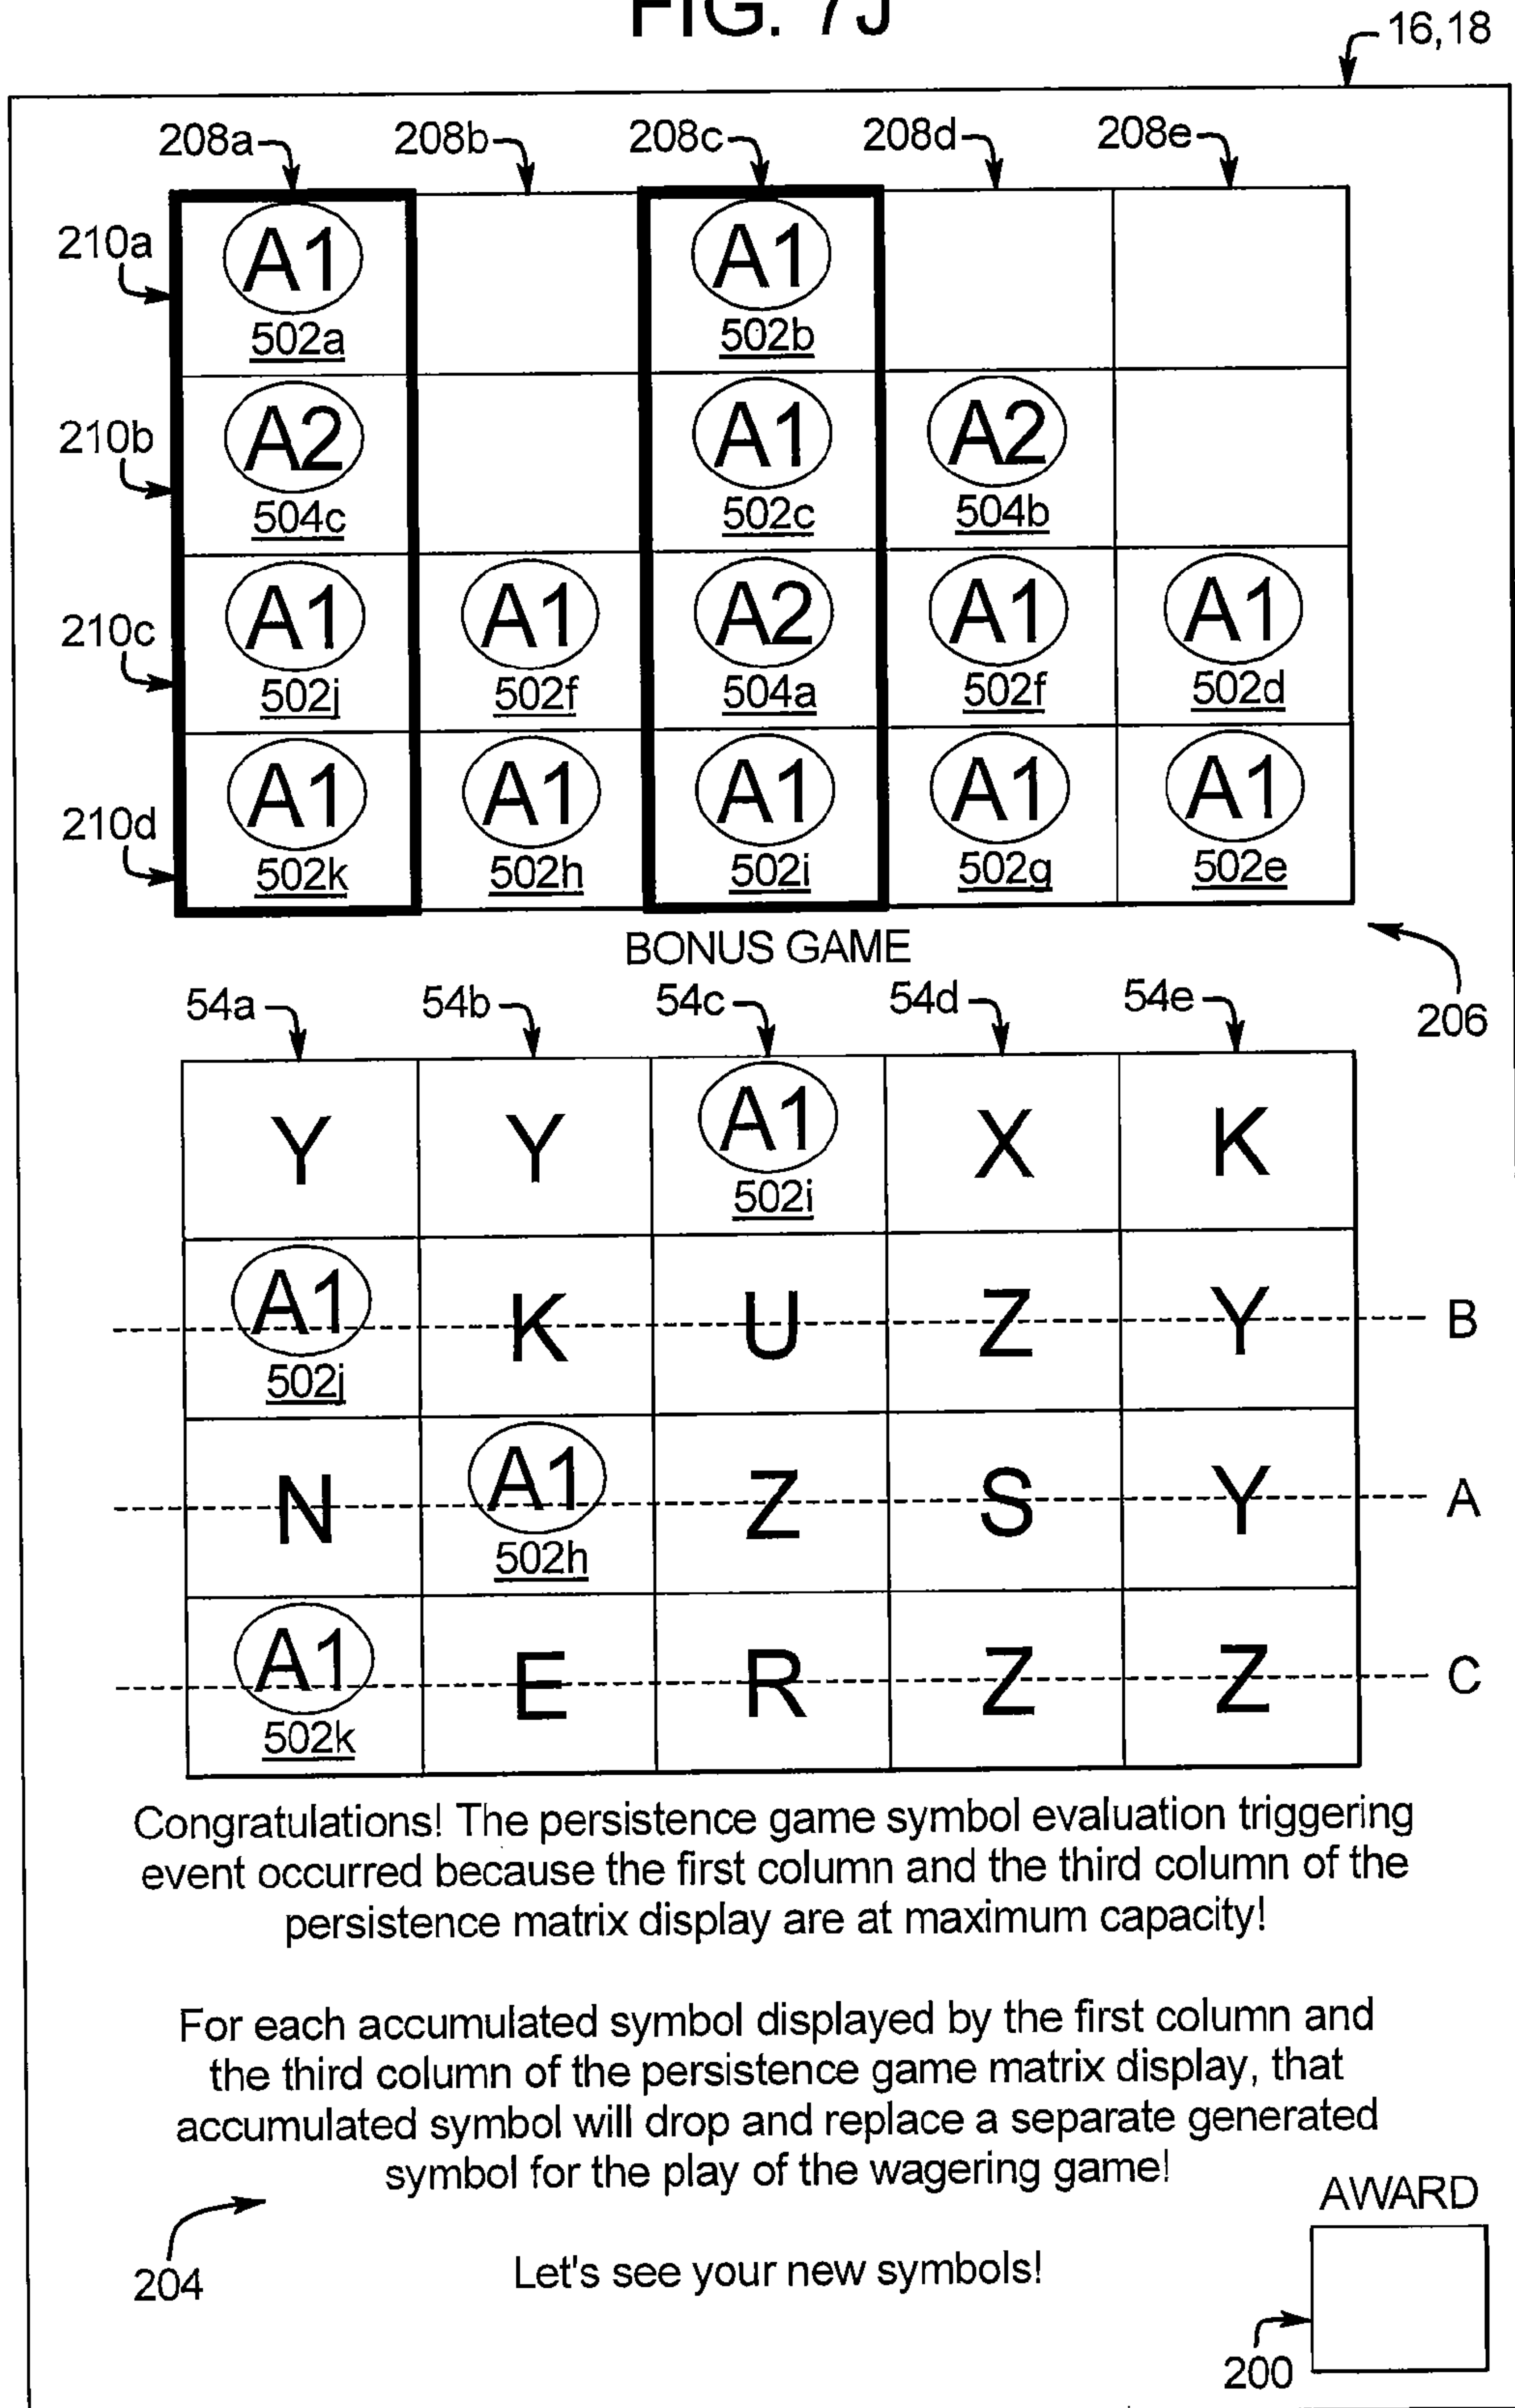 FIG. 7J
16,18
208a 208b 208c 208d 208e
210a A1 A1
502a 502b
210b A2 A1 A2
504c 502c 504b
210c A1 A1 A2 A1 A1
502j 502f 504a 502f 502d
210d A1 A1 A1 A1 A1
502k 502h 502i 502g 502e
BONUS GAME
206
54a 54b 54c 54d 54e
Y Y A1 X K
502i
A1 K U Z Y B
502j
N A1 Z S Y A
502h
A1 E R Z Z C
502k
Congratulations! The persistence game symbol evaluation triggering
event occurred because the first column and the third column of the
persistence matrix display are at maximum capacity!
For each accumulated symbol displayed by the first column and
the third column of the persistence game matrix display, that
accumulated symbol will drop and replace a separate generated
symbol for the play of the wagering game!
AWARD
204
Let's see your new symbols!
200